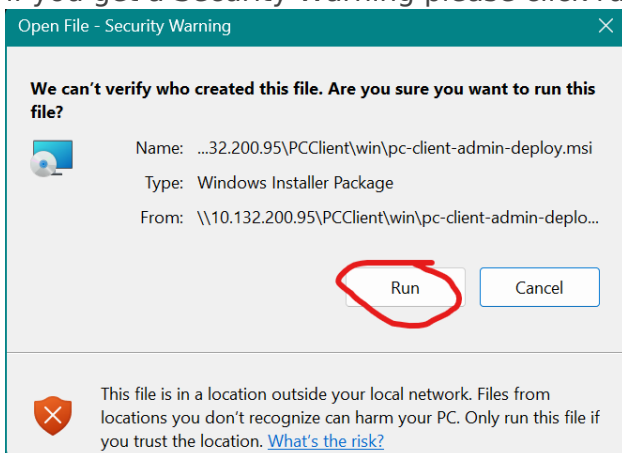 Open File - Security Warning
We can't verify who created this file. Are you sure you want to run this
file?
Name: ...32.200.95\PCClient\win\pc-client-admin-deploy.msi
Type: Windows Installer Package
From: \\10.132.200.95\PCClient\win\pc-client-admin-deplo...
Run Cancel
This file is in a location outside your local network. Files from
locations you don't recognize can harm your PC. Only run this file if
you trust the location. What's the risk?